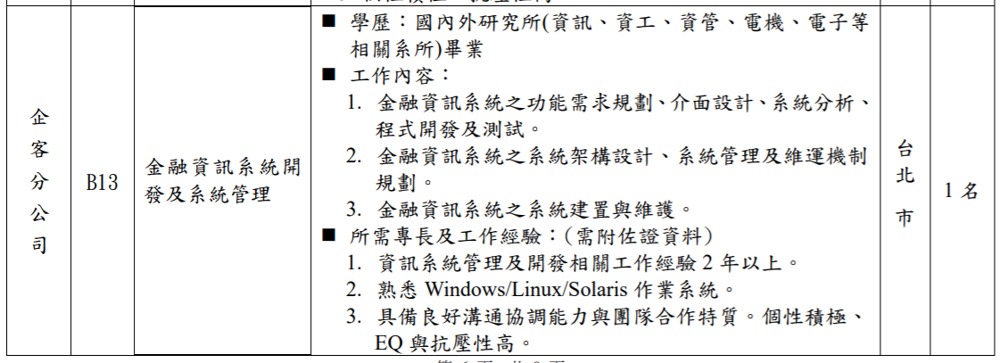 企客分公司
B13
金融資訊系統開
發及系統管理
■ 學歷：國內外研究所(資訊、資工、資管、電機、電子等
相關系所)畢業
■ 工作內容：
1. 金融資訊系統之功能需求規劃、介面設計、系統分析、
程式開發及測試。
2. 金融資訊系統之系統架構設計、系統管理及維運機制
規劃。
3. 金融資訊系統之系統建置與維護。
■ 所需專長及工作經驗：(需附佐證資料)
1. 資訊系統管理及開發相關工作經驗 2 年以上。
2. 熟悉 Windows/Linux/Solaris 作業系統。
3. 具備良好溝通協調能力與團隊合作特質。個性積極、
EQ 與抗壓性高。
台北市
1 名